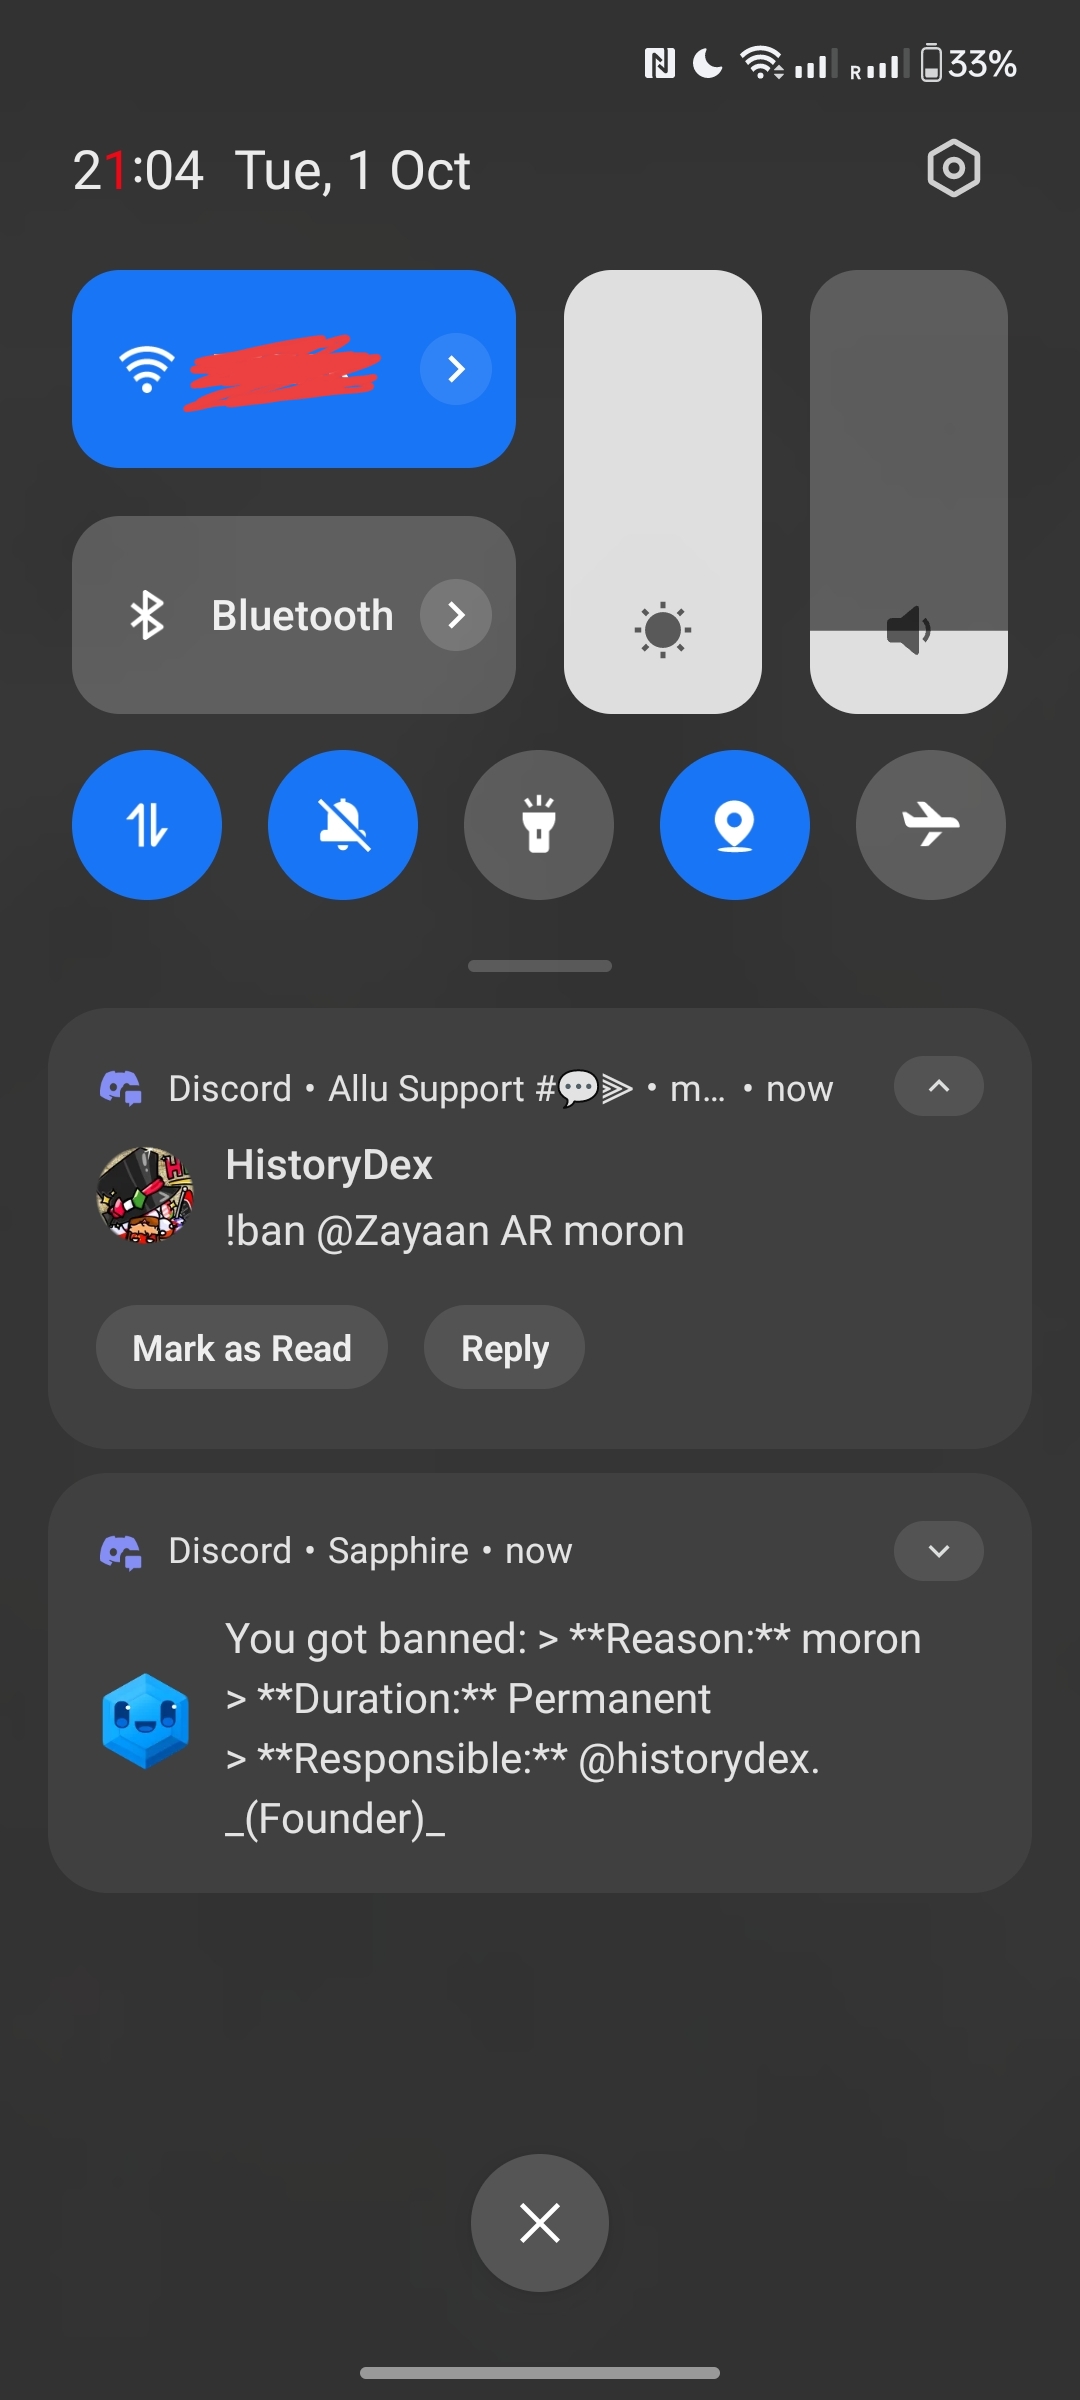 R 33%
21:04 Tue, 1 Oct
Bluetooth
Discord • Allu Support #💬⫸ • m… • now
HistoryDex
!ban @Zayaan AR moron
Mark as Read
Reply
Discord • Sapphire • now
You got banned: > **Reason:** moron
> **Duration:** Permanent
> **Responsible:** @historydex.
_(Founder)_